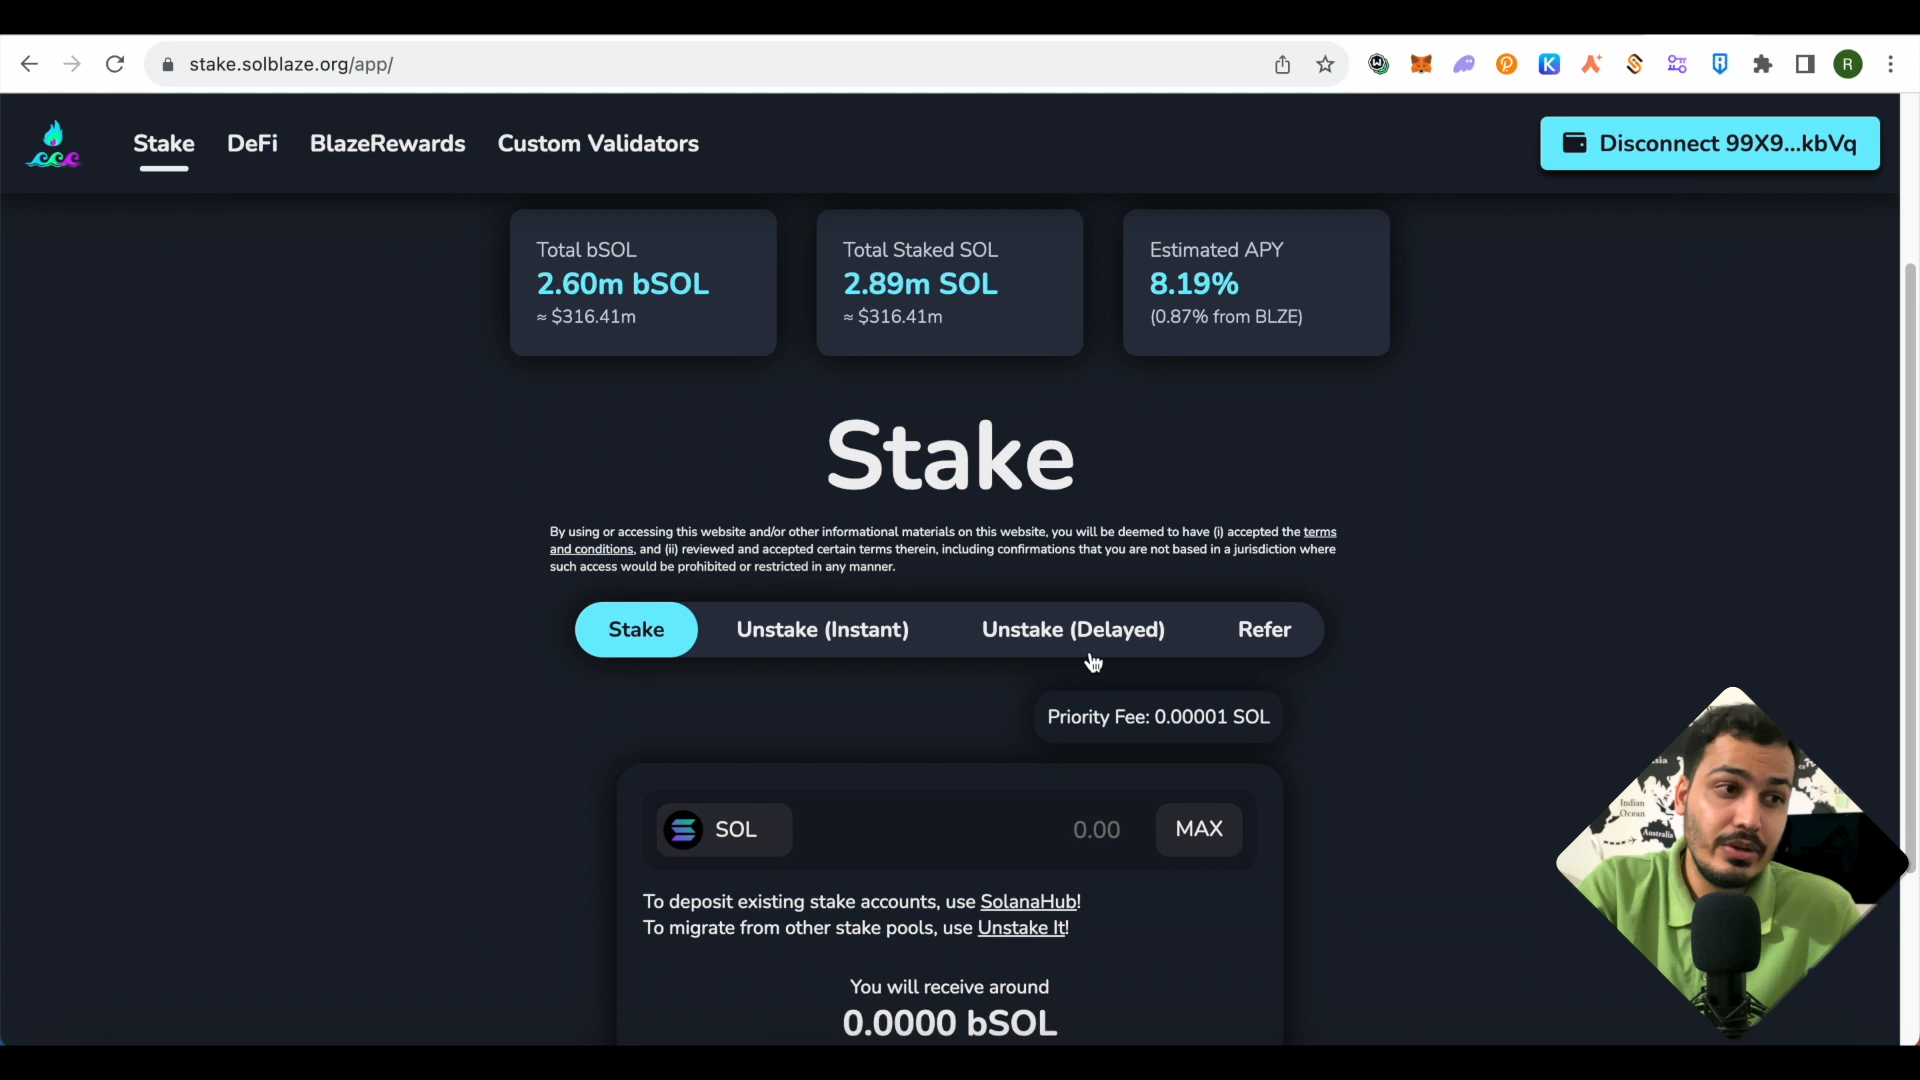 stake.solblaze.org/app/
R
Stake DeFi BlazeRewards Custom Validators
Disconnect 99X9...kbVq
Total bSOL
2.60m bSOL
≈ $316.41m
Total Staked SOL
2.89m SOL
≈ $316.41m
Estimated APY
8.19%
(0.87% from BLZE)
Stake
By using or accessing this website and/or other informational materials on this website, you will be deemed to have (i) accepted the terms
and conditions, and (ii) reviewed and accepted certain terms therein, including confirmations that you are not based in a jurisdiction where
such access would be prohibited or restricted in any manner.
Stake Unstake (Instant) Unstake (Delayed) Refer
Priority Fee: 0.00001 SOL
SOL 0.00 MAX
To deposit existing stake accounts, use SolanaHub!
To migrate from other stake pools, use Unstake It!
You will receive around
0.0000 bSOL
Indian
Ocean
Australia